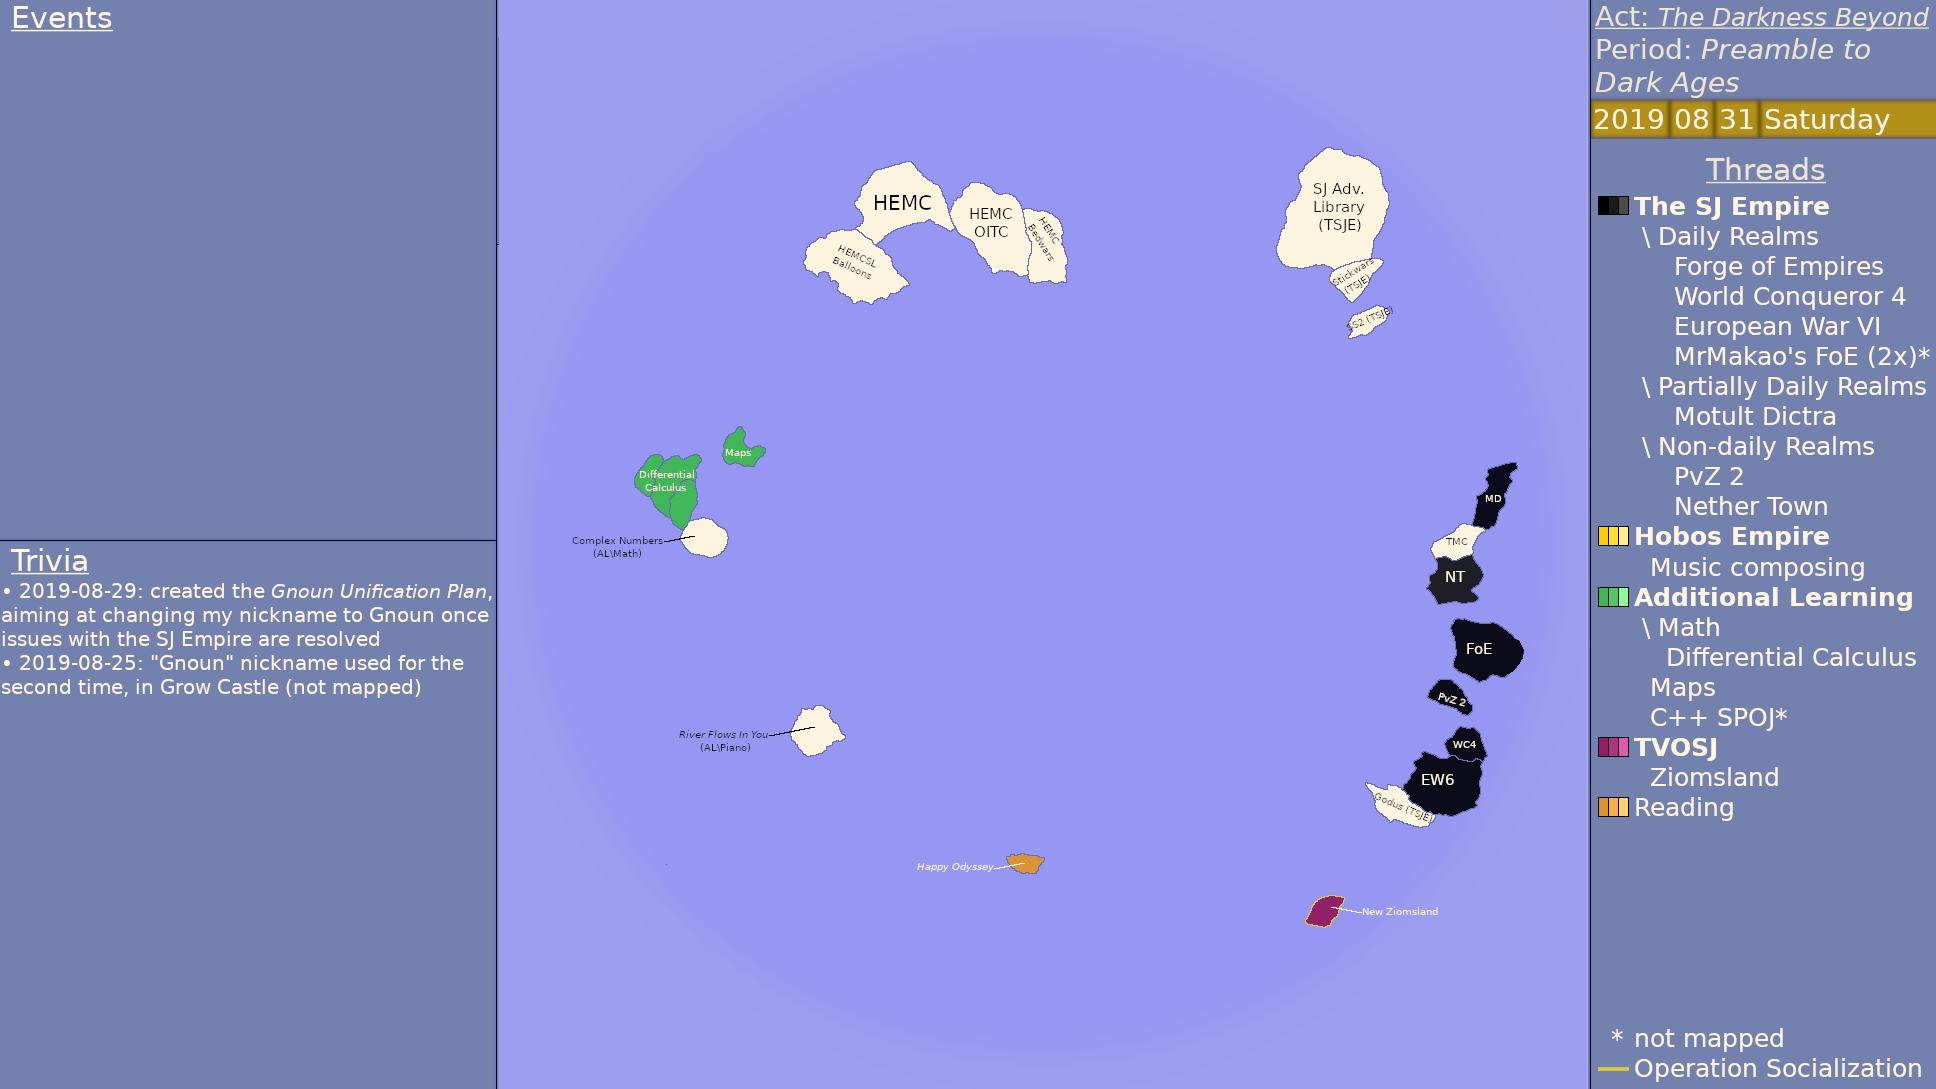 Events
Trivia
• 2019-08-29: created the Gnoun Unification Plan,
aiming at changing my nickname to Gnoun once
issues with the SJ Empire are resolved
• 2019-08-25: "Gnoun" nickname used for the
second time, in Grow Castle (not mapped)
HEMC
HEMC
OITC
HEMC
Bedwars
HEMCSL
Balloons
SJ Adv.
Library
(TSJE)
Stickwars
(TSJE)
SS2 (TSJE)
Maps
Differential
Calculus
Complex Numbers
(AL\Math)
MD
TMC
NT
FoE
PvZ 2
WC4
EW6
Godus (TSJE)
River Flows In You
(AL\Piano)
Happy Odyssey
New Ziomsland
Act: The Darkness Beyond
Period: Preamble to
Dark Ages
2019 08 31 Saturday
Threads
The SJ Empire
\ Daily Realms
Forge of Empires
World Conqueror 4
European War VI
MrMakao's FoE (2x)*
\ Partially Daily Realms
Motult Dictra
\ Non-daily Realms
PvZ 2
Nether Town
Hobos Empire
Music composing
Additional Learning
\ Math
Differential Calculus
Maps
C++ SPOJ*
TVOSJ
Ziomsland
Reading
* not mapped
Operation Socialization